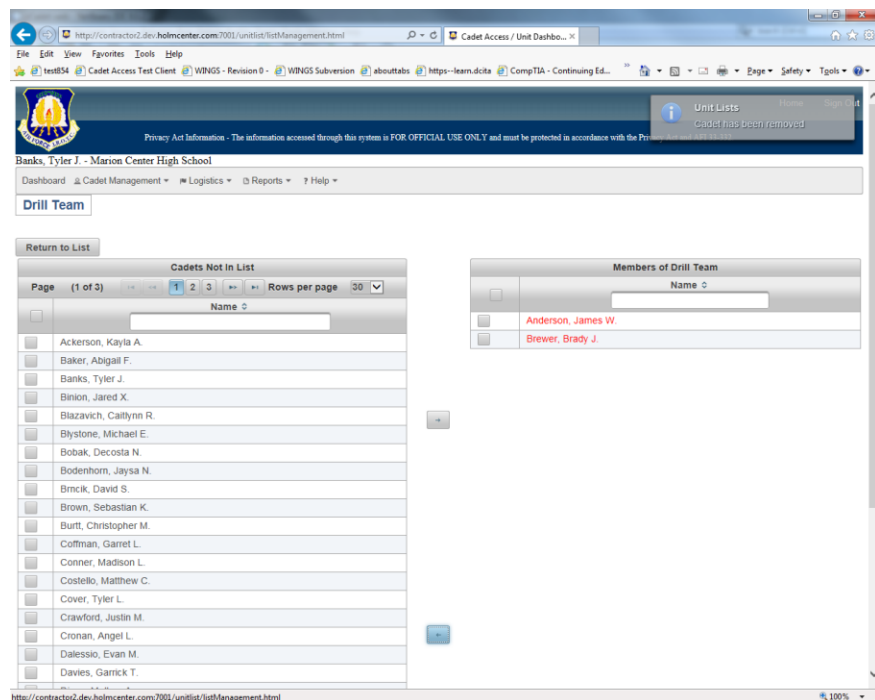 http://contractor2.dev.holmcenter.com:7001/unitlist/listManagement.html
Cadet Access / Unit Dashbo...
File Edit View Favorites Tools Help
test854 Cadet Access Test Client WINGS - Revision 0 - WINGS Subversion abouttabs https--learn.dcita CompTIA - Continuing Ed... Page Safety Tools
Home Sign Out
Unit Lists
Cadet has been removed
Privacy Act Information - The information accessed through this system is FOR OFFICIAL USE ONLY and must be protected in accordance with the Privacy Act and AFI 33-332
Banks, Tyler J. - Marion Center High School
Dashboard Cadet Management Logistics Reports ? Help
Drill Team
Return to List
Cadets Not In List
Page (1 of 3) 1 2 3 Rows per page 30
Name
Ackerson, Kayla A.
Baker, Abigail F.
Banks, Tyler J.
Binion, Jared X.
Blazavich, Caitlynn R.
Blystone, Michael E.
Bobak, Decosta N.
Bodenhorn, Jaysa N.
Brncik, David S.
Brown, Sebastian K.
Burtt, Christopher M.
Coffman, Garret L.
Conner, Madison L.
Costello, Matthew C.
Cover, Tyler L.
Crawford, Justin M.
Cronan, Angel L.
Dalessio, Evan M.
Davies, Garrick T.
Members of Drill Team
Name
Anderson, James W.
Brewer, Brady J.
http://contractor2.dev.holmcenter.com:7001/unitlist/listManagement.html
100%